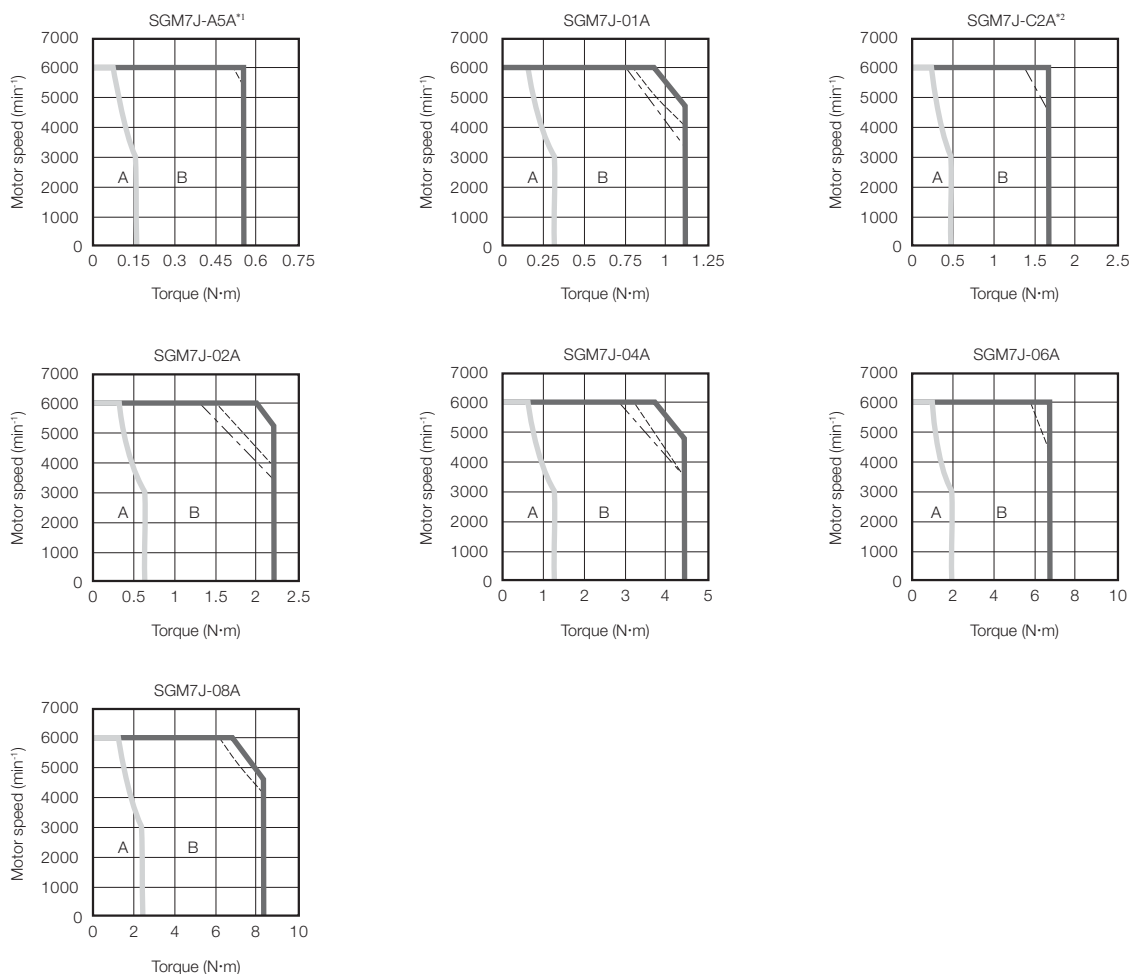 SGM7J-A5A*1
7000
6000
5000
4000
3000
2000
1000
0
Motor speed (min-1)
A
B
0 0.15 0.3 0.45 0.6 0.75
Torque (N·m)
SGM7J-01A
7000
6000
5000
4000
3000
2000
1000
0
Motor speed (min-1)
A
B
0 0.25 0.5 0.75 1 1.25
Torque (N·m)
SGM7J-C2A*2
7000
6000
5000
4000
3000
2000
1000
0
Motor speed (min-1)
A
B
0 0.5 1 1.5 2 2.5
Torque (N·m)
SGM7J-02A
7000
6000
5000
4000
3000
2000
1000
0
Motor speed (min-1)
A
B
0 0.5 1 1.5 2 2.5
Torque (N·m)
SGM7J-04A
7000
6000
5000
4000
3000
2000
1000
0
Motor speed (min-1)
A
B
0 1 2 3 4 5
Torque (N·m)
SGM7J-06A
7000
6000
5000
4000
3000
2000
1000
0
Motor speed (min-1)
A
B
0 2 4 6 8 10
Torque (N·m)
SGM7J-08A
7000
6000
5000
4000
3000
2000
1000
0
Motor speed (min-1)
A
B
0 2 4 6 8 10
Torque (N·m)